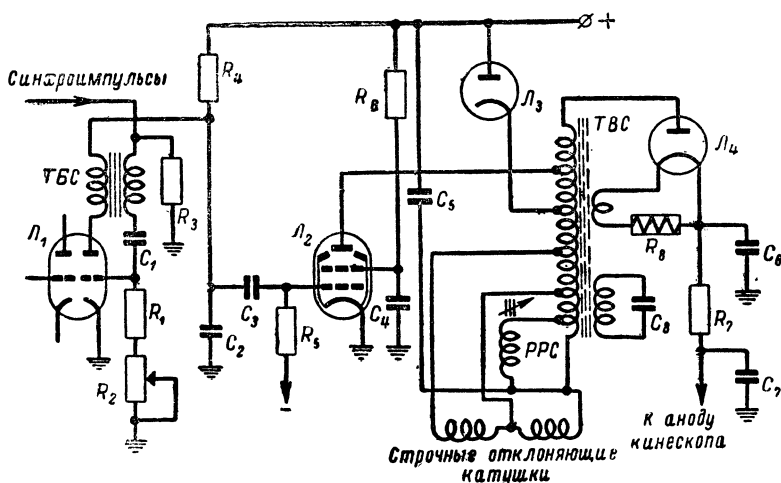 +
Синхроимпульсы
R₄
R₆
Л₃
ТВС
Л₄
ТБС
R₃
C₅
Л₁
C₁
Л₂
R₈
C₆
R₁
C₃
C₄
C₈
R₂
C₂
R₅
РРС
R₇
C₇
−
К аноду
кинескопа
Строчные отклоняющие
катушки